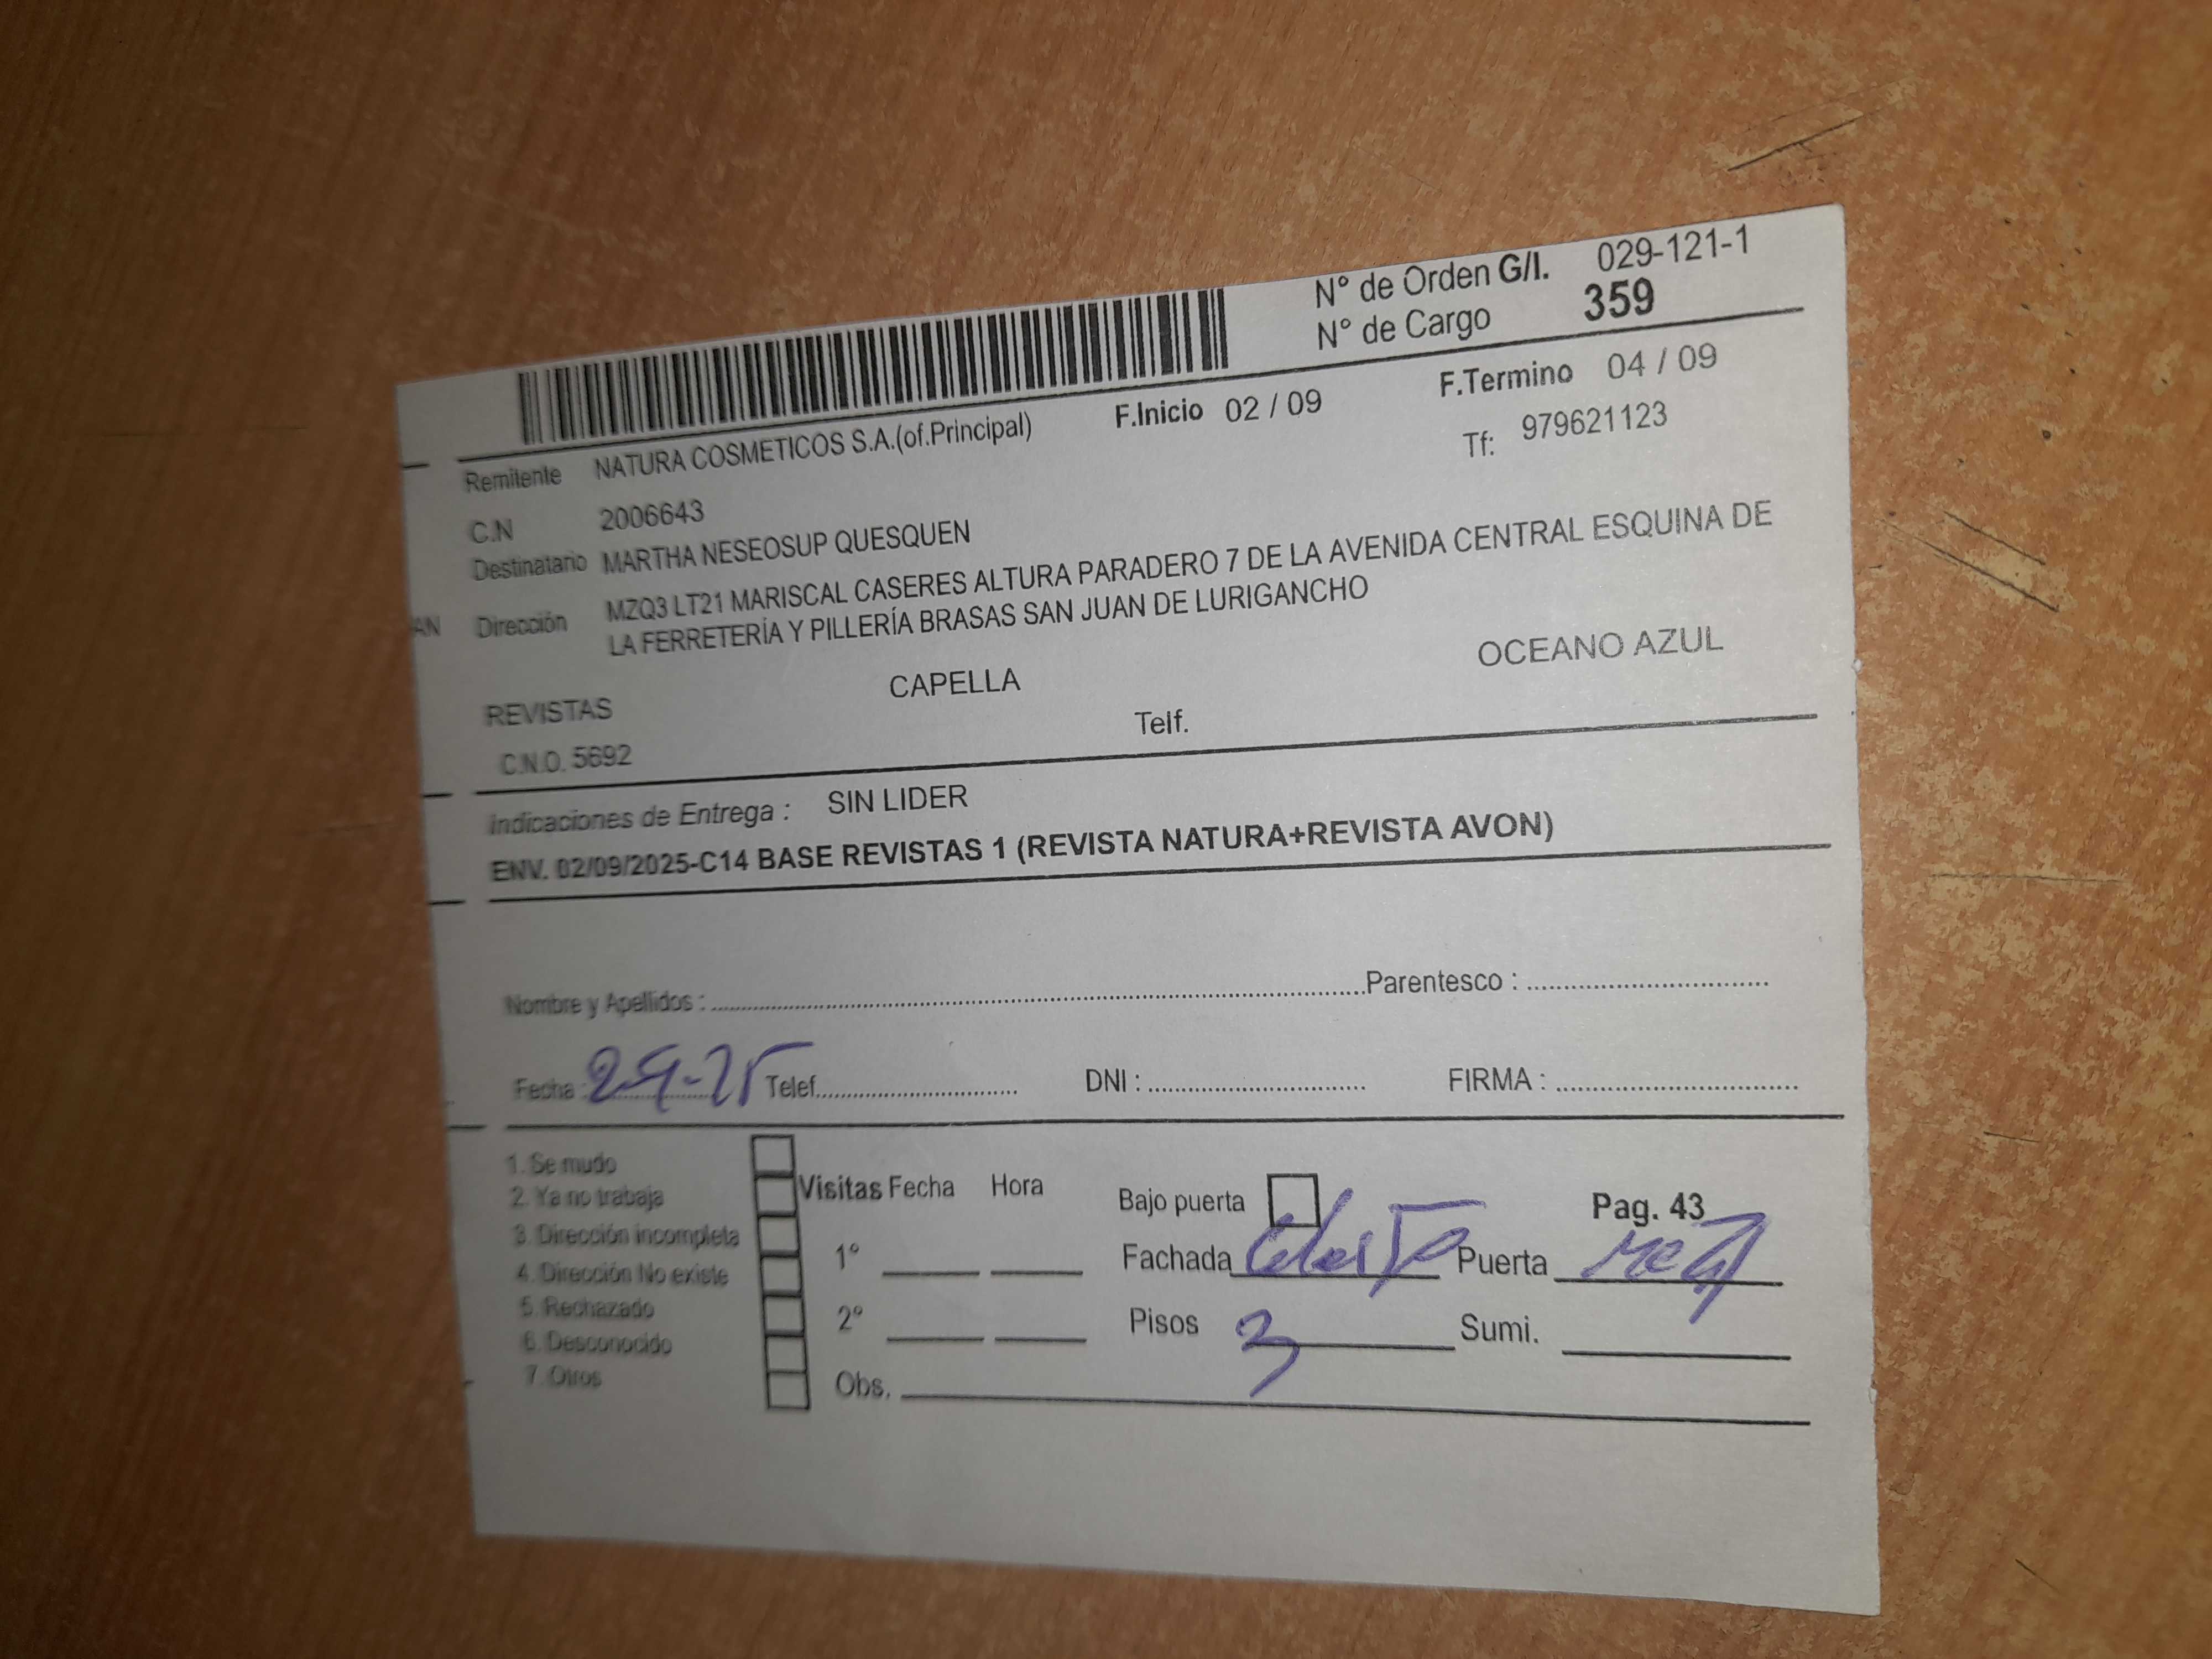 N° de Orden G/I. 029-121-1
N° de Cargo 359
F.Inicio 02 / 09 F.Termino 04 / 09
Remitente NATURA COSMETICOS S.A.(of.Principal) Tf: 979621123
C.N 2006643
Destinatario MARTHA NESEOSUP QUESQUEN
AN Dirección MZQ3 LT21 MARISCAL CASERES ALTURA PARADERO 7 DE LA AVENIDA CENTRAL ESQUINA DE
LA FERRETERÍA Y PILLERÍA BRASAS SAN JUAN DE LURIGANCHO
REVISTAS CAPELLA OCEANO AZUL
C.N.O. 5692 Telf.
Indicaciones de Entrega : SIN LIDER
ENV. 02/09/2025-C14 BASE REVISTAS 1 (REVISTA NATURA+REVISTA AVON)
Nombre y Apellidos : Parentesco :
Fecha : 2-9-25 Telef. DNI : FIRMA :
1. Se mudo
2. Ya no trabaja
3. Dirección incompleta
4. Dirección No existe
5. Rechazado
6. Desconocido
7. Otros
Visitas Fecha Hora
1°
2°
Obs.
Bajo puerta Pag. 43
Fachada Puerta
Pisos 3 Sumi.